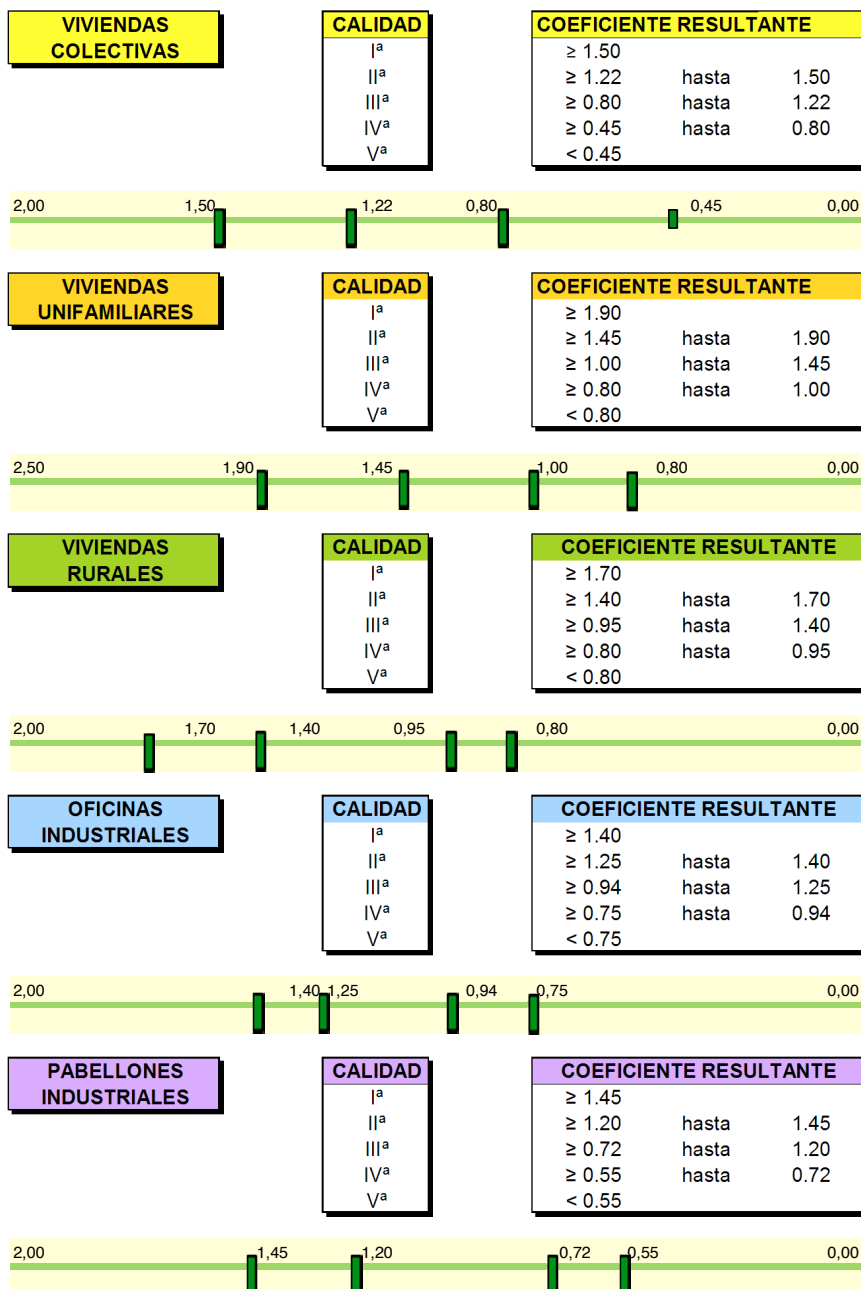 VIVIENDAS COLECTIVAS
CALIDAD COEFICIENTE RESULTANTE
Iª ≥ 1.50
IIª ≥ 1.22 hasta 1.50
IIIª ≥ 0.80 hasta 1.22
IVª ≥ 0.45 hasta 0.80
Vª < 0.45
2,00 1,50 1,22 0,80 0,45 0,00
VIVIENDAS UNIFAMILIARES
CALIDAD COEFICIENTE RESULTANTE
Iª ≥ 1.90
IIª ≥ 1.45 hasta 1.90
IIIª ≥ 1.00 hasta 1.45
IVª ≥ 0.80 hasta 1.00
Vª < 0.80
2,50 1,90 1,45 1,00 0,80 0,00
VIVIENDAS RURALES
CALIDAD COEFICIENTE RESULTANTE
Iª ≥ 1.70
IIª ≥ 1.40 hasta 1.70
IIIª ≥ 0.95 hasta 1.40
IVª ≥ 0.80 hasta 0.95
Vª < 0.80
2,00 1,70 1,40 0,95 0,80 0,00
OFICINAS INDUSTRIALES
CALIDAD COEFICIENTE RESULTANTE
Iª ≥ 1.40
IIª ≥ 1.25 hasta 1.40
IIIª ≥ 0.94 hasta 1.25
IVª ≥ 0.75 hasta 0.94
Vª < 0.75
2,00 1,40 1,25 0,94 0,75 0,00
PABELLONES INDUSTRIALES
CALIDAD COEFICIENTE RESULTANTE
Iª ≥ 1.45
IIª ≥ 1.20 hasta 1.45
IIIª ≥ 0.72 hasta 1.20
IVª ≥ 0.55 hasta 0.72
Vª < 0.55
2,00 1,45 1,20 0,72 0,55 0,00